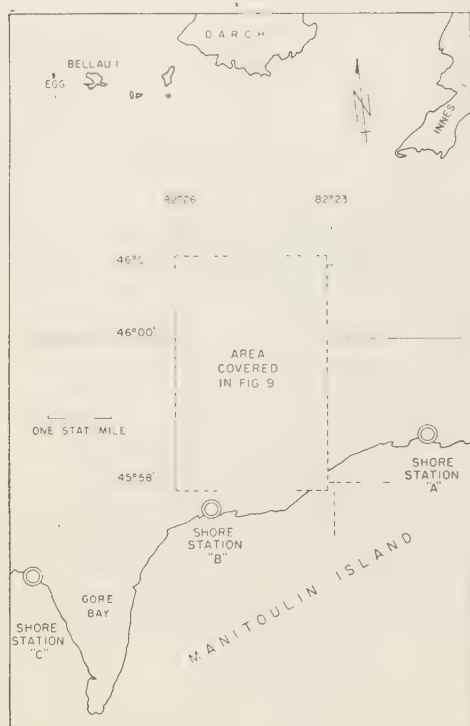 DARCH
BELLAU I
EGG
N
INNES
82°26
82°23
46°
46°00'
AREA
COVERED
IN FIG 9
ONE STAT MILE
45°58'
SHORE
STATION
"A"
SHORE
STATION
"B"
MANITOULIN ISLAND
GORE
BAY
SHORE
STATION
"C"